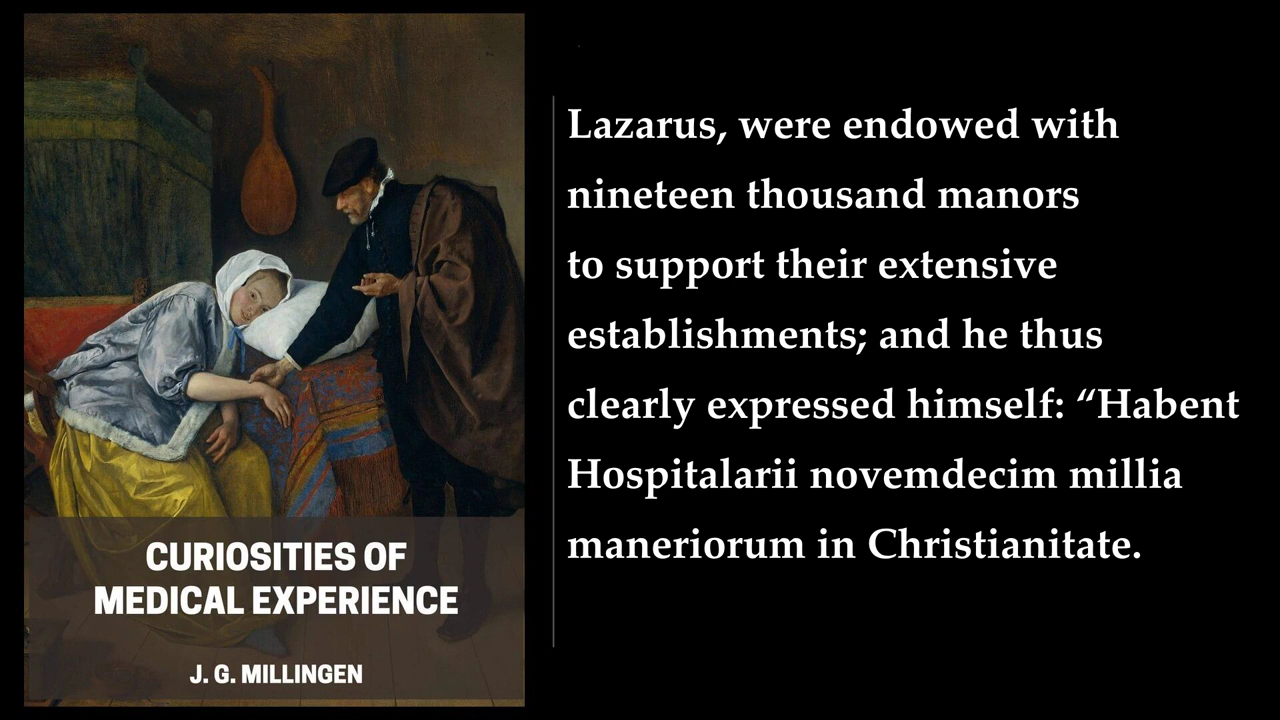 CURIOSITIES OF
MEDICAL EXPERIENCE
J. G. MILLINGEN
Lazarus, were endowed with
nineteen thousand manors
to support their extensive
establishments; and he thus
clearly expressed himself: “Habent
Hospitalarii novemdecim millia
maneriorum in Christianitate.